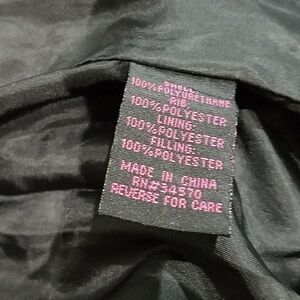 SHELL:
100%POLYURETHANE
RIB:
100%POLYESTER
LINING:
100%POLYESTER
FILLING:
100%POLYESTER
MADE IN CHINA
RN#34570
REVERSE FOR CARE